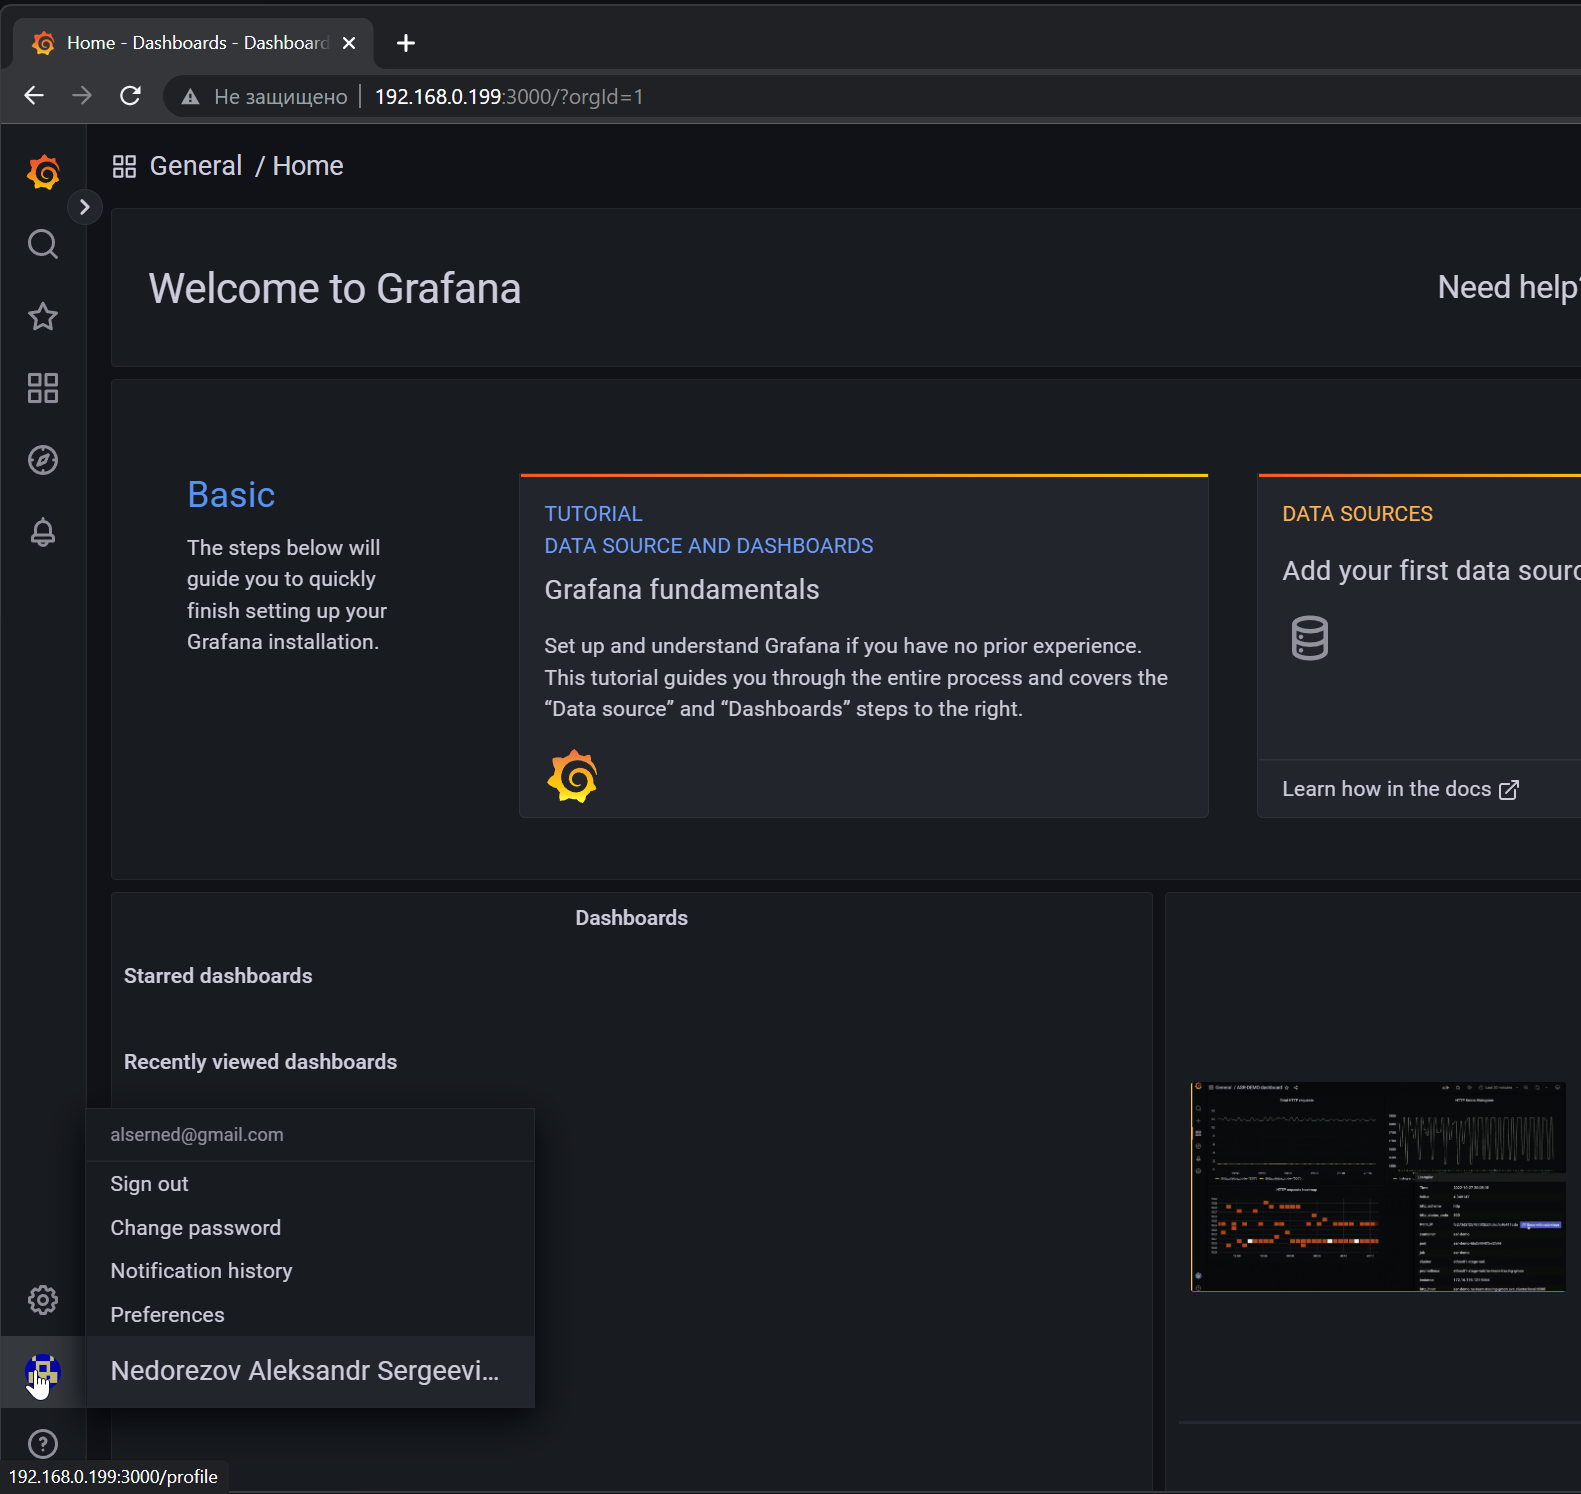 Home - Dashboards - Dashboard
Не защищено | 192.168.0.199:3000/?orgId=1
General / Home
Welcome to Grafana
Need help?
Basic
The steps below will
guide you to quickly
finish setting up your
Grafana installation.
TUTORIAL
DATA SOURCE AND DASHBOARDS
Grafana fundamentals
Set up and understand Grafana if you have no prior experience.
This tutorial guides you through the entire process and covers the
“Data source” and “Dashboards” steps to the right.
DATA SOURCES
Add your first data sourc
Learn how in the docs
Dashboards
Starred dashboards
Recently viewed dashboards
alserned@gmail.com
Sign out
Change password
Notification history
Preferences
Nedorezov Aleksandr Sergeevi...
192.168.0.199:3000/profile